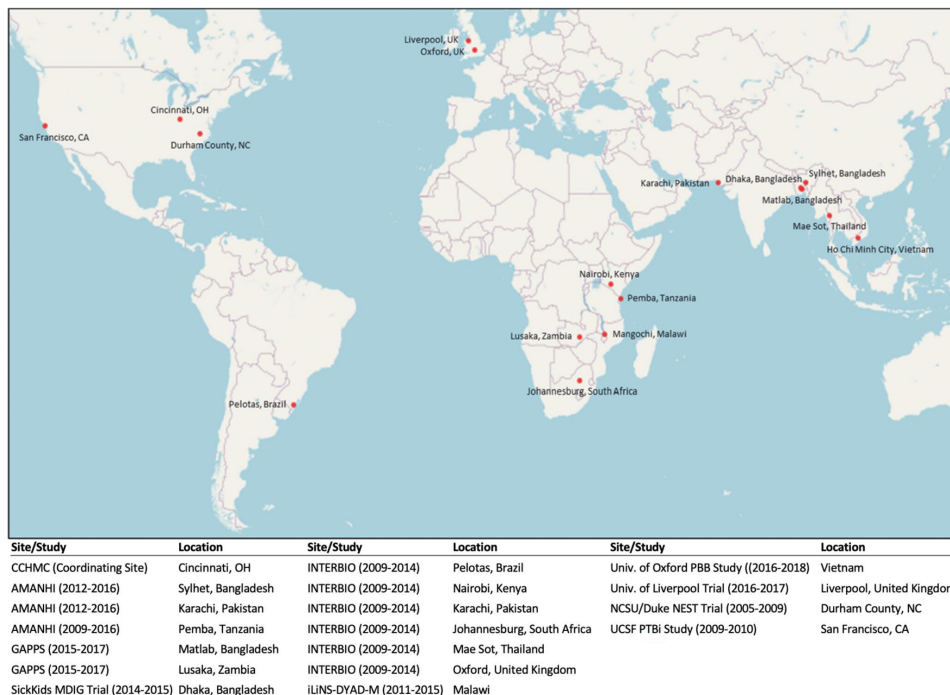 Liverpool, UK
Oxford, UK
Cincinnati, OH
San Francisco, CA
Durham County, NC
Karachi, Pakistan
Dhaka, Bangladesh
Sylhet, Bangladesh
Matlab, Bangladesh
Mae Sot, Thailand
Ho Chi Minh City, Vietnam
Nairobi, Kenya
Pemba, Tanzania
Lusaka, Zambia
Mangochi, Malawi
Johannesburg, South Africa
Pelotas, Brazil
Site/Study Location Site/Study Location Site/Study Location
CCHMC (Coordinating Site) Cincinnati, OH INTERBIO (2009-2014) Pelotas, Brazil Univ. of Oxford PBB Study ((2016-2018) Vietnam
AMANHI (2012-2016) Sylhet, Bangladesh INTERBIO (2009-2014) Nairobi, Kenya Univ. of Liverpool Trial (2016-2017) Liverpool, United Kingdom
AMANHI (2012-2016) Karachi, Pakistan INTERBIO (2009-2014) Karachi, Pakistan NCSU/Duke NEST Trial (2005-2009) Durham County, NC
AMANHI (2009-2016) Pemba, Tanzania INTERBIO (2009-2014) Johannesburg, South Africa UCSF PTBi Study (2009-2010) San Francisco, CA
GAPPS (2015-2017) Matlab, Bangladesh INTERBIO (2009-2014) Mae Sot, Thailand
GAPPS (2015-2017) Lusaka, Zambia INTERBIO (2009-2014) Oxford, United Kingdom
SickKids MDIG Trial (2014-2015) Dhaka, Bangladesh iLiNS-DYAD-M (2011-2015) Malawi